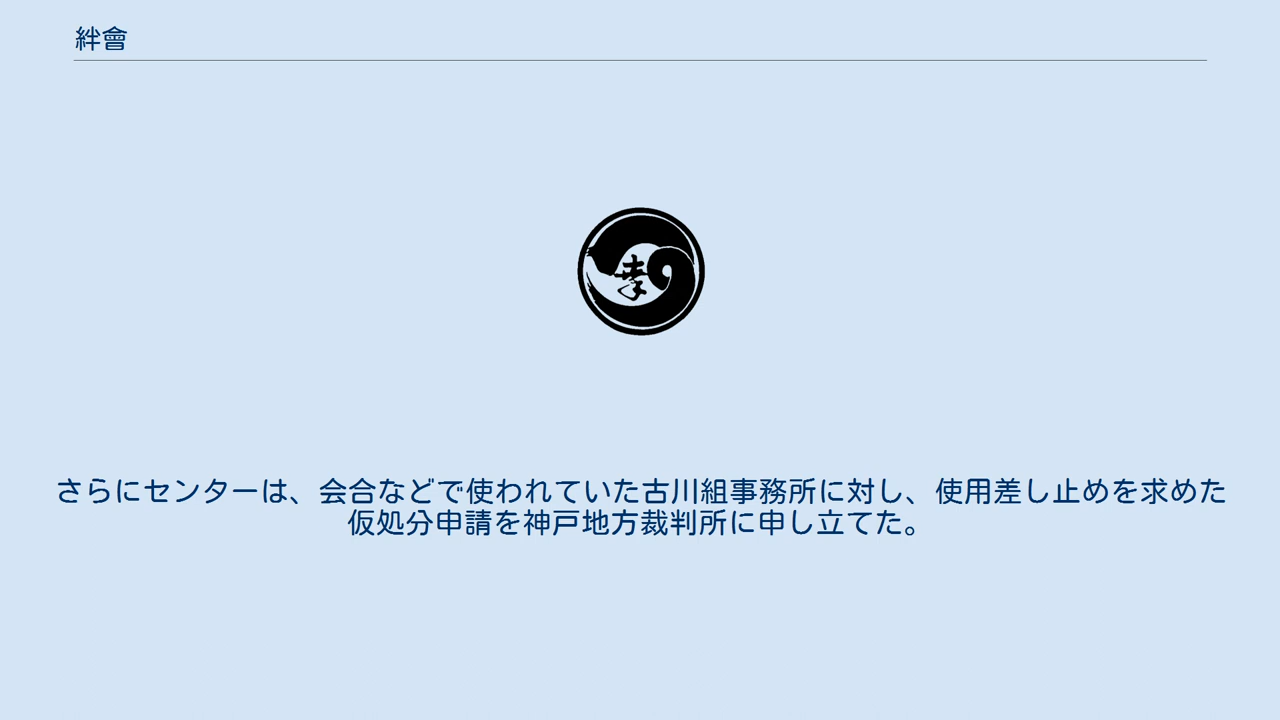 絆會
孝
さらにセンターは、会合などで使われていた古川組事務所に対し、使用差し止めを求めた
仮処分申請を神戸地方裁判所に申し立てた。